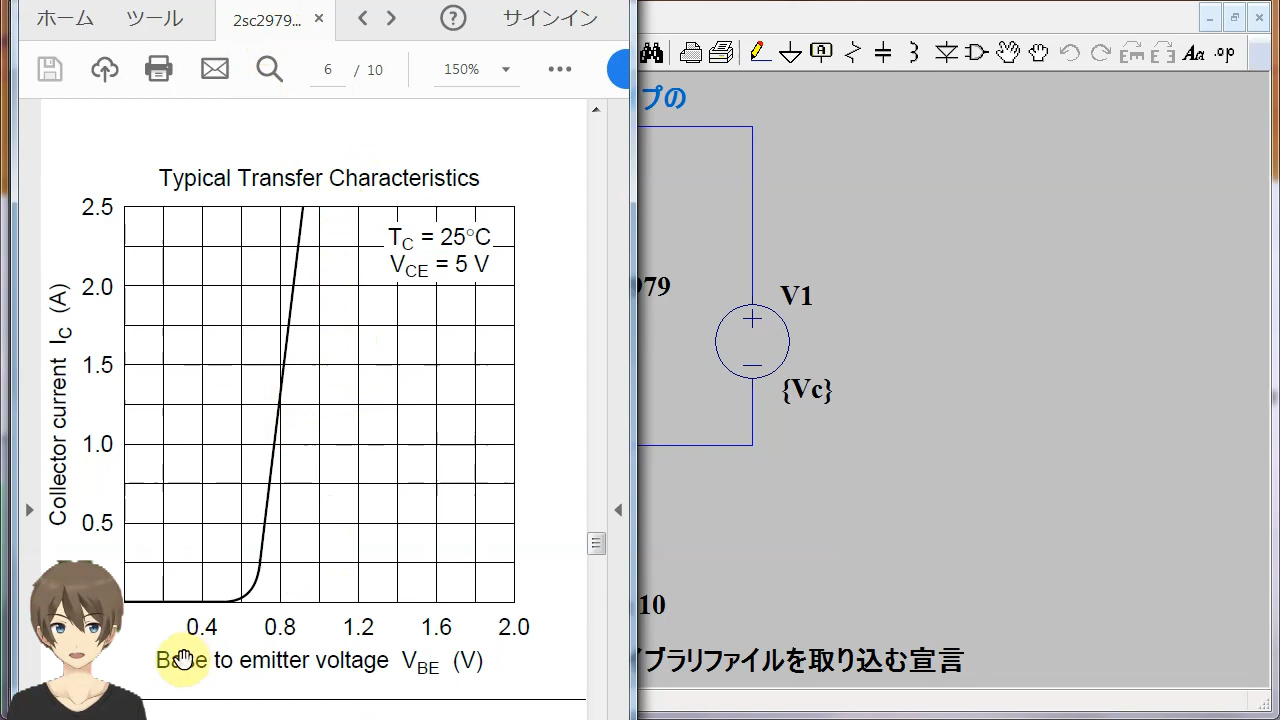 ホーム ツール 2sc2979... × サインイン
6 / 10 150%
Typical Transfer Characteristics
2.5
2.0
1.5
1.0
0.5
Collector current IC (A)
TC = 25°C
VCE = 5 V
0.4 0.8 1.2 1.6 2.0
to emitter voltage VBE (V)
Aa .op
プの
979
V1
{Vc}
10
ブラリファイルを取り込む宣言